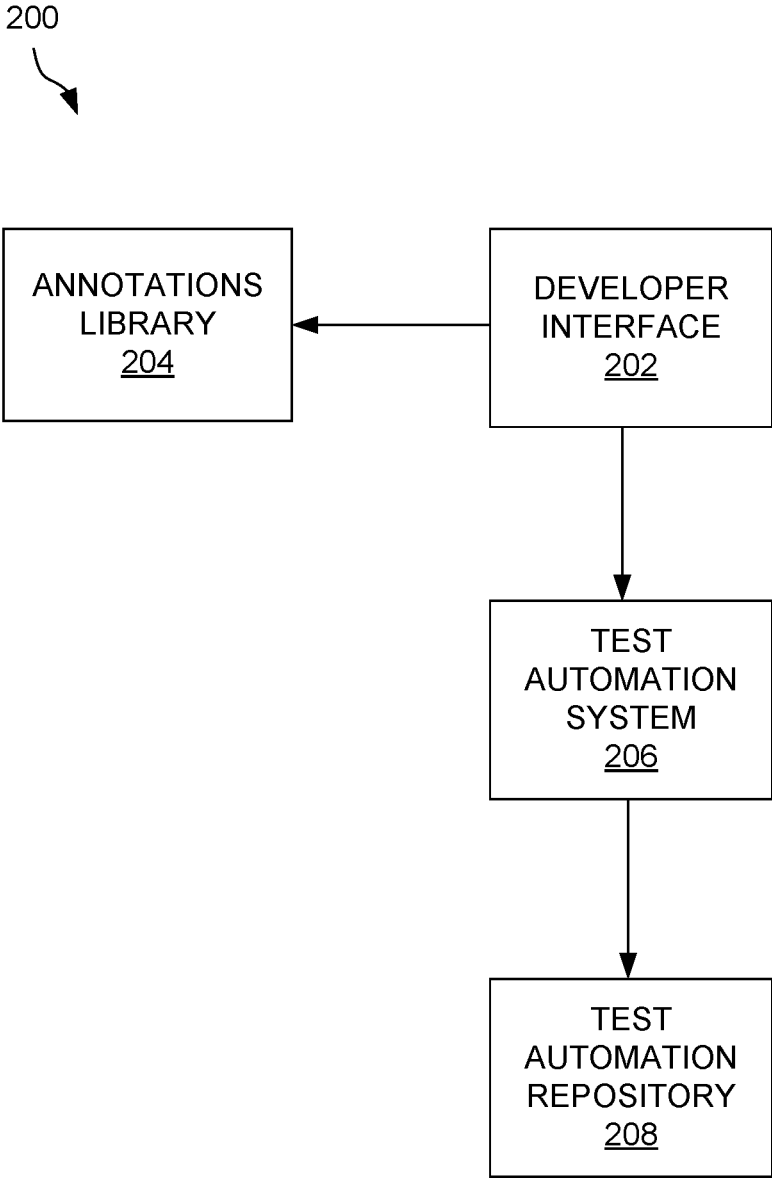 200
ANNOTATIONS
LIBRARY
204
DEVELOPER
INTERFACE
202
TEST
AUTOMATION
SYSTEM
206
TEST
AUTOMATION
REPOSITORY
208